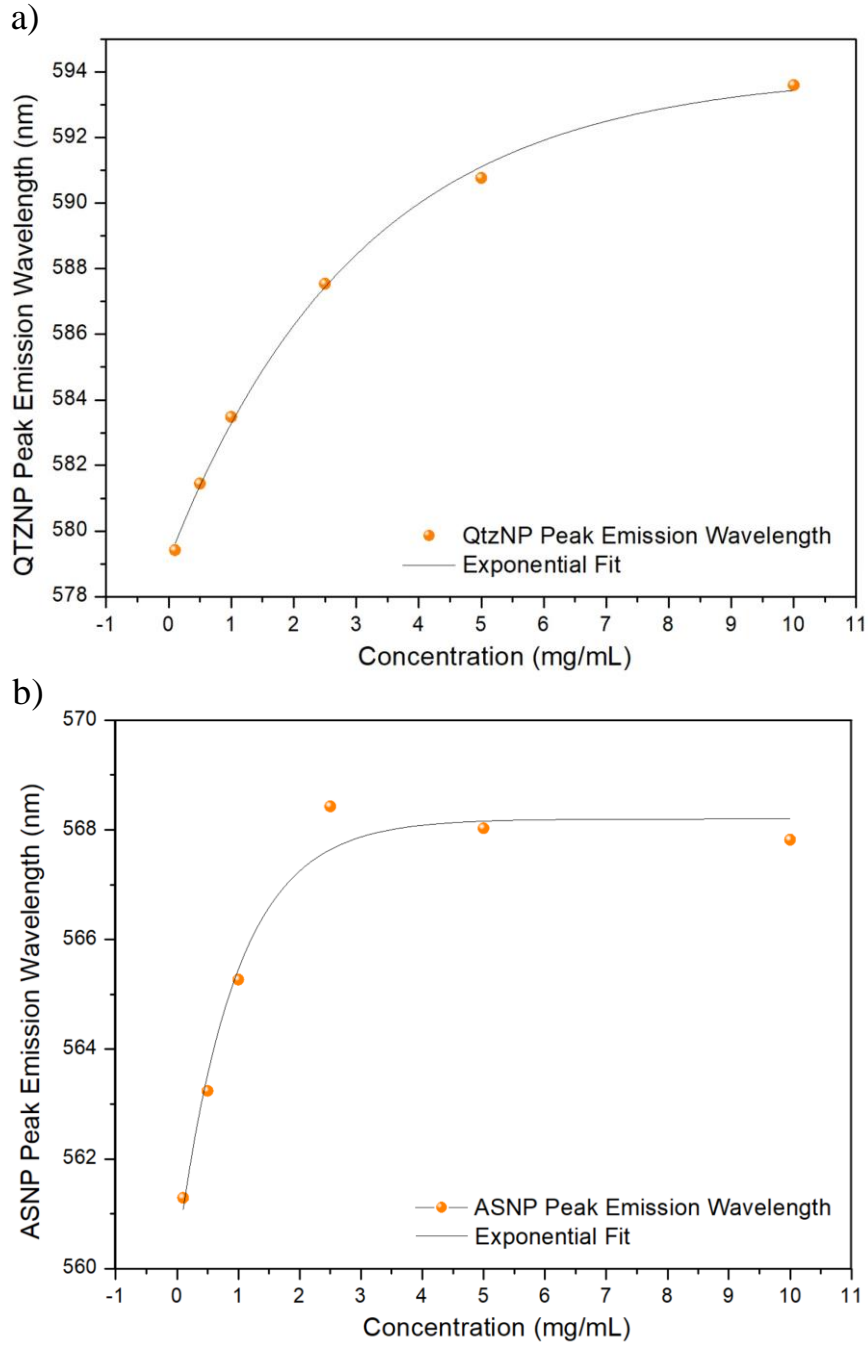 a)
594
592
590
588
586
584
582
580
578
QTZNP Peak Emission Wavelength (nm)
QtzNP Peak Emission Wavelength
Exponential Fit
-1 0 1 2 3 4 5 6 7 8 9 10 11
Concentration (mg/mL)
b)
570
568
566
564
562
560
ASNP Peak Emission Wavelength (nm)
ASNP Peak Emission Wavelength
Exponential Fit
-1 0 1 2 3 4 5 6 7 8 9 10 11
Concentration (mg/mL)